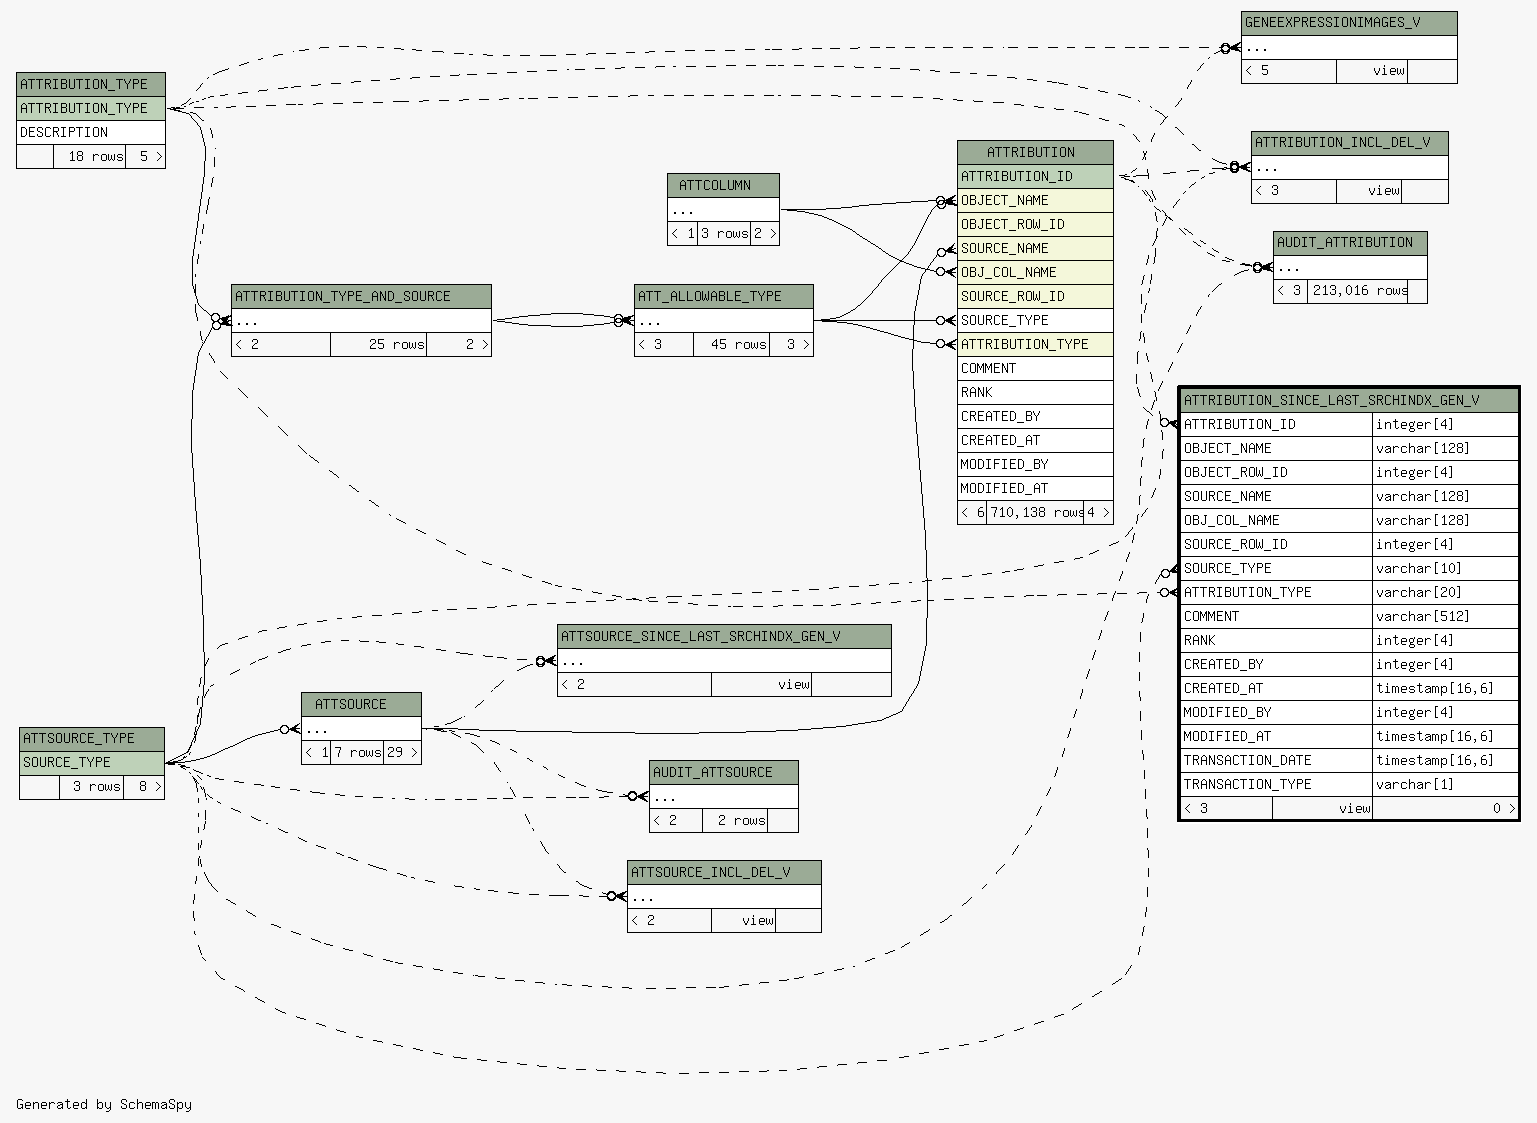 GENEEXPRESSIONIMAGES_V
...
< 5 view
ATTRIBUTION_TYPE
ATTRIBUTION_TYPE
DESCRIPTION
18 rows 5 >
ATTRIBUTION_INCL_DEL_V
...
< 3 view
ATTRIBUTION
ATTRIBUTION_ID
OBJECT_NAME
OBJECT_ROW_ID
SOURCE_NAME
OBJ_COL_NAME
SOURCE_ROW_ID
SOURCE_TYPE
ATTRIBUTION_TYPE
COMMENT
RANK
CREATED_BY
CREATED_AT
MODIFIED_BY
MODIFIED_AT
< 6 710,138 rows 4 >
ATTCOLUMN
...
< 1 3 rows 2 >
AUDIT_ATTRIBUTION
...
< 3 213,016 rows
ATTRIBUTION_TYPE_AND_SOURCE
...
< 2 25 rows 2 >
ATT_ALLOWABLE_TYPE
...
< 3 45 rows 3 >
ATTRIBUTION_SINCE_LAST_SRCHINDX_GEN_V
ATTRIBUTION_ID integer[4]
OBJECT_NAME varchar[128]
OBJECT_ROW_ID integer[4]
SOURCE_NAME varchar[128]
OBJ_COL_NAME varchar[128]
SOURCE_ROW_ID integer[4]
SOURCE_TYPE varchar[10]
ATTRIBUTION_TYPE varchar[20]
COMMENT varchar[512]
RANK integer[4]
CREATED_BY integer[4]
CREATED_AT timestamp[16,6]
MODIFIED_BY integer[4]
MODIFIED_AT timestamp[16,6]
TRANSACTION_DATE timestamp[16,6]
TRANSACTION_TYPE varchar[1]
< 3 view 0 >
ATTSOURCE_SINCE_LAST_SRCHINDX_GEN_V
...
< 2 view
ATTSOURCE
...
< 1 7 rows 29 >
ATTSOURCE_TYPE
SOURCE_TYPE
3 rows 8 >
AUDIT_ATTSOURCE
...
< 2 2 rows
ATTSOURCE_INCL_DEL_V
...
< 2 view
Generated by SchemaSpy